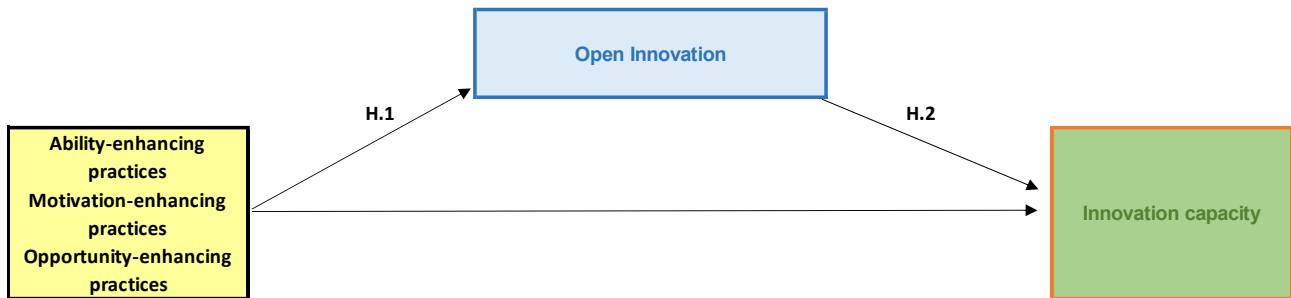 Open Innovation
H.1
H.2
Ability-enhancing
practices
Motivation-enhancing
practices
Opportunity-enhancing
practices
Innovation capacity